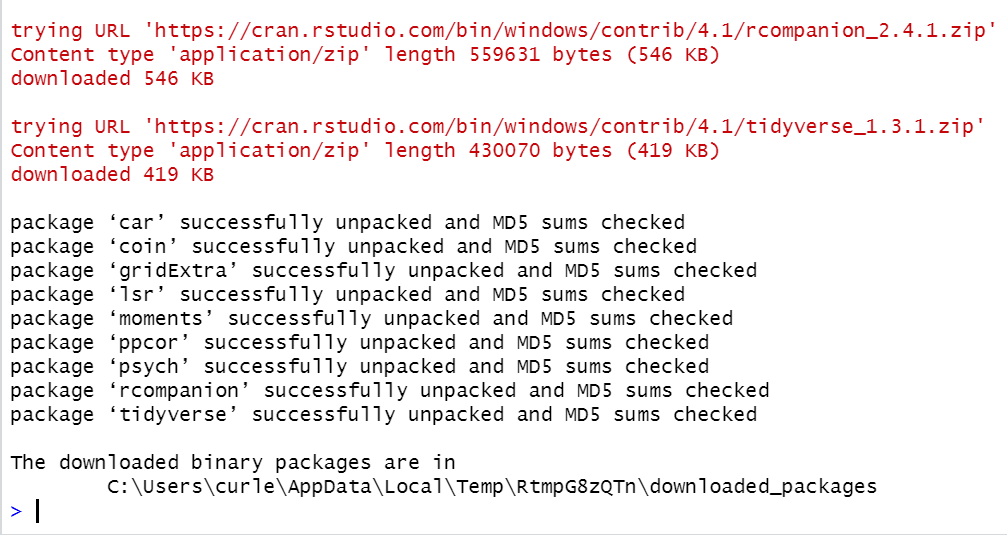 trying URL 'https://cran.rstudio.com/bin/windows/contrib/4.1/rcompanion_2.4.1.zip'
Content type 'application/zip' length 559631 bytes (546 KB)
downloaded 546 KB
trying URL 'https://cran.rstudio.com/bin/windows/contrib/4.1/tidyverse_1.3.1.zip'
Content type 'application/zip' length 430070 bytes (419 KB)
downloaded 419 KB
package ‘car’ successfully unpacked and MD5 sums checked
package ‘coin’ successfully unpacked and MD5 sums checked
package ‘gridExtra’ successfully unpacked and MD5 sums checked
package ‘lsr’ successfully unpacked and MD5 sums checked
package ‘moments’ successfully unpacked and MD5 sums checked
package ‘ppcor’ successfully unpacked and MD5 sums checked
package ‘psych’ successfully unpacked and MD5 sums checked
package ‘rcompanion’ successfully unpacked and MD5 sums checked
package ‘tidyverse’ successfully unpacked and MD5 sums checked
The downloaded binary packages are in
C:\Users\curle\AppData\Local\Temp\RtmpG8zQTn\downloaded_packages
>